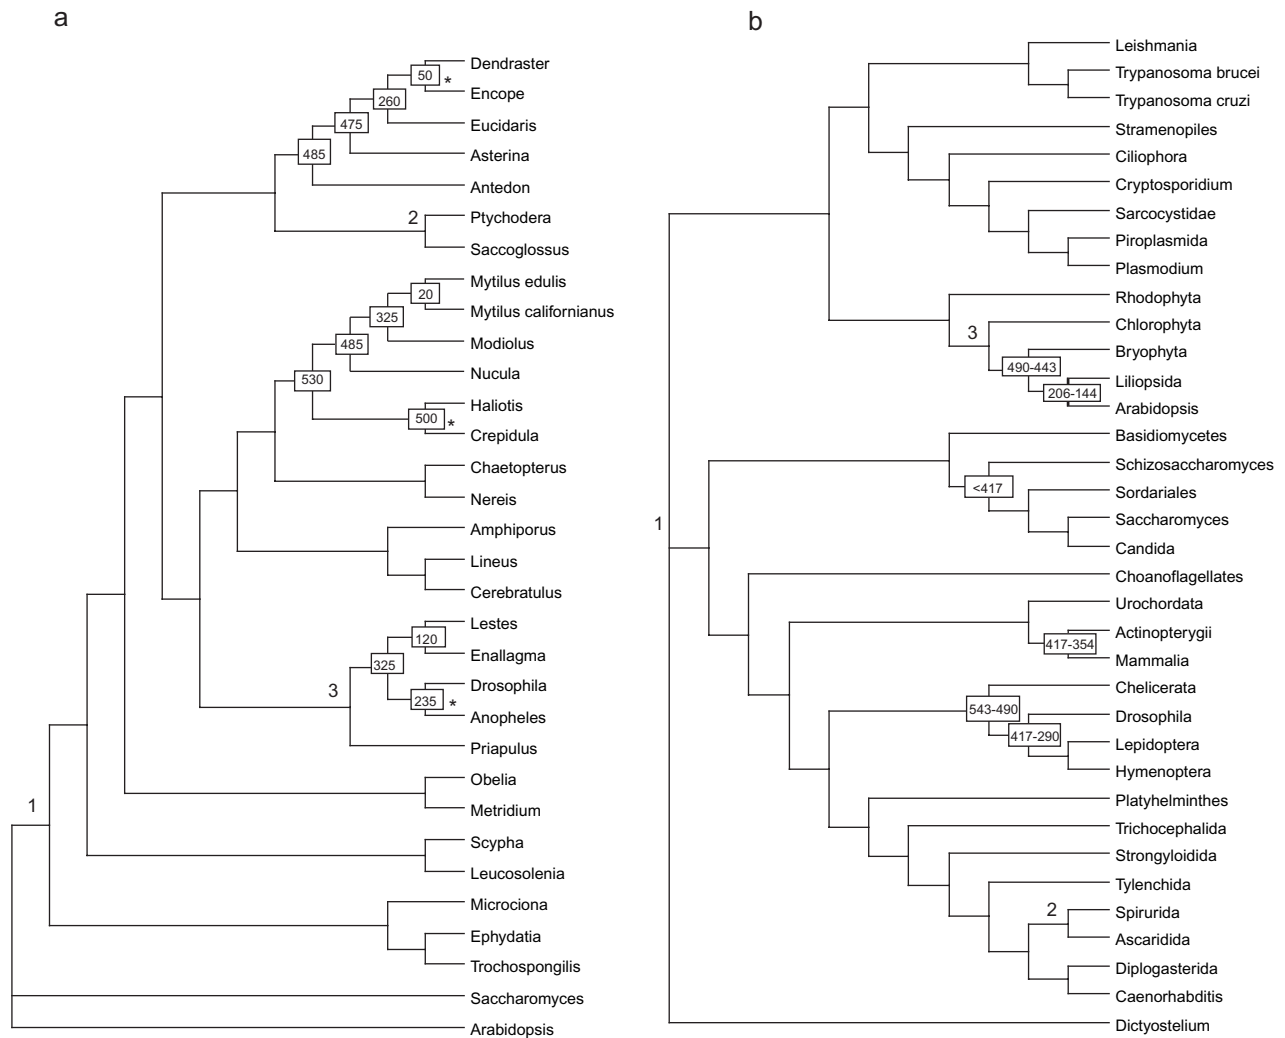 a
Dendraster
50
*
Encope
260
Eucidaris
475
Asterina
485
Antedon
2
Ptychodera
Saccoglossus
Mytilus edulis
20
Mytilus californianus
325
Modiolus
485
Nucula
530
Haliotis
500
*
Crepidula
Chaetopterus
Nereis
Amphiporus
Lineus
Cerebratulus
Lestes
120
Enallagma
325
Drosophila
3
235
*
Anopheles
Priapulus
Obelia
1
Metridium
Scypha
Leucosolenia
Microciona
Ephydatia
Trochospongilis
Saccharomyces
Arabidopsis
b
Leishmania
Trypanosoma brucei
Trypanosoma cruzi
Stramenopiles
Ciliophora
Cryptosporidium
Sarcocystidae
Piroplasmida
Plasmodium
Rhodophyta
Chlorophyta
3
Bryophyta
490-443
Liliopsida
206-144
Arabidopsis
Basidiomycetes
Schizosaccharomyces
<417
Sordariales
Saccharomyces
1
Candida
Choanoflagellates
Urochordata
Actinopterygii
417-354
Mammalia
Chelicerata
543-490
Drosophila
417-290
Lepidoptera
Hymenoptera
Platyhelminthes
Trichocephalida
Strongyloidida
Tylenchida
2
Spirurida
Ascaridida
Diplogasterida
Caenorhabditis
Dictyostelium